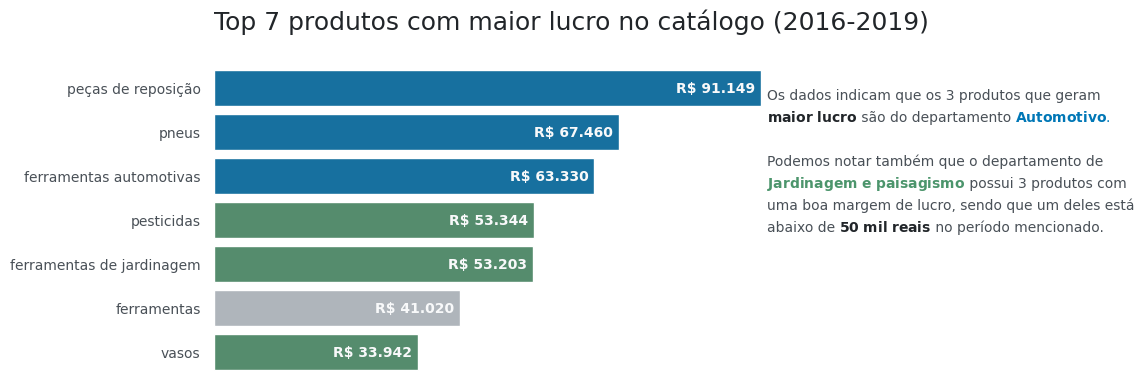 Top 7 produtos com maior lucro no catálogo (2016-2019)
peças de reposição R$ 91.149
pneus R$ 67.460
ferramentas automotivas R$ 63.330
pesticidas R$ 53.344
ferramentas de jardinagem R$ 53.203
ferramentas R$ 41.020
vasos R$ 33.942
Os dados indicam que os 3 produtos que geram
maior lucro são do departamento Automotivo.
Podemos notar também que o departamento de
Jardinagem e paisagismo possui 3 produtos com
uma boa margem de lucro, sendo que um deles está
abaixo de 50 mil reais no período mencionado.